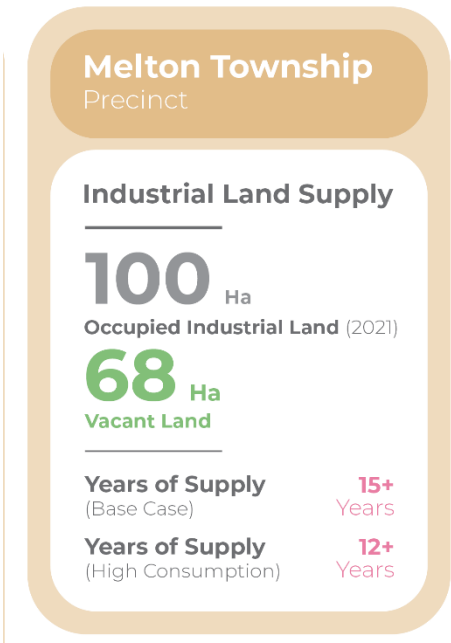 Melton Township
Precinct
Industrial Land Supply
100 Ha
Occupied Industrial Land (2021)
68 Ha
Vacant Land
Years of Supply 15+
(Base Case) Years
Years of Supply 12+
(High Consumption) Years